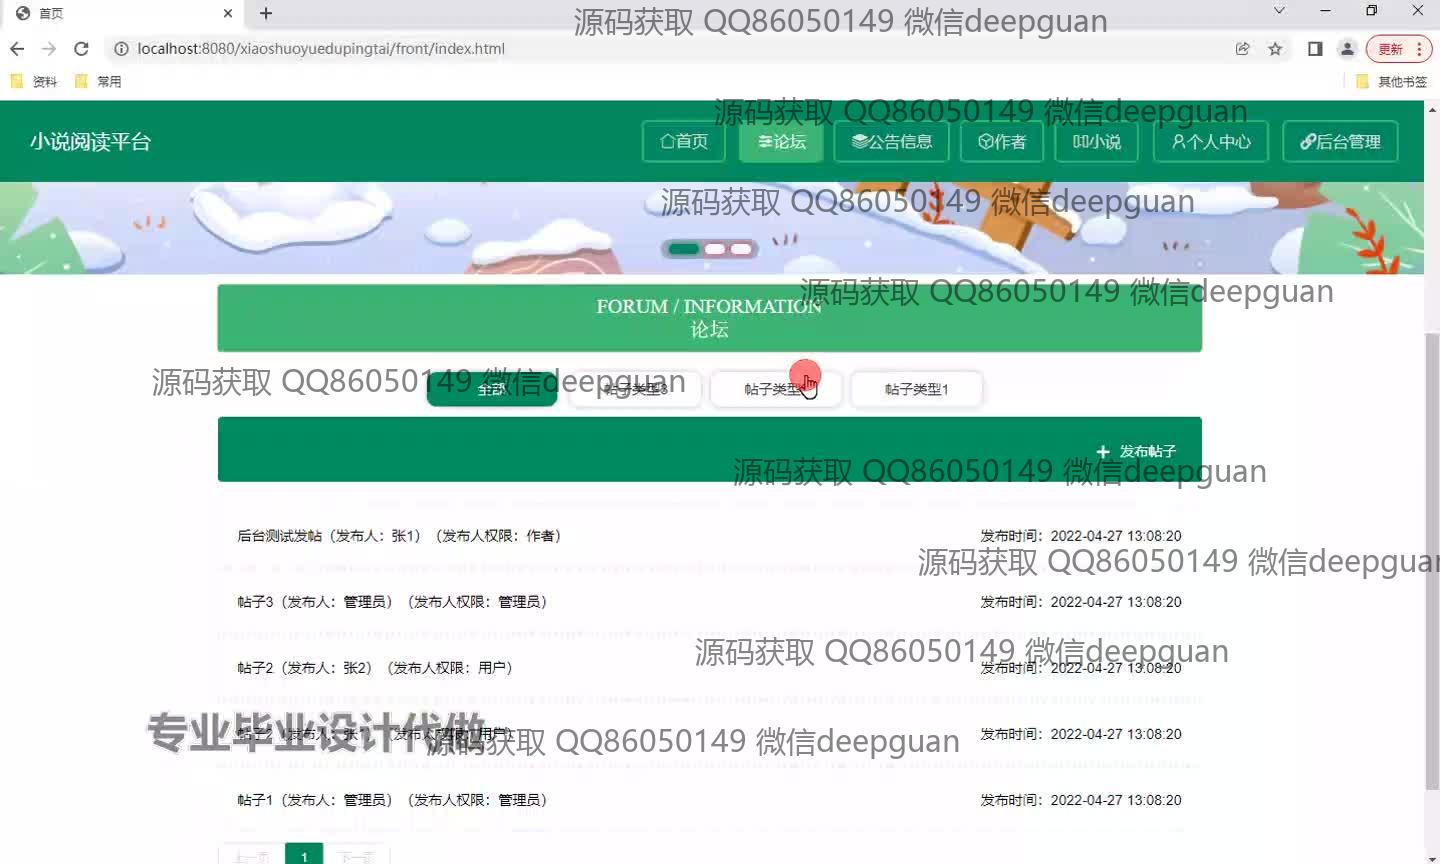 首页
源码获取 QQ86050149 微信deepguan
localhost:8080/xiaoshuoyuedupingtai/front/index.html
更新
资料
常用
其他书签
源码获取 QQ86050149 微信deepguan
小说阅读平台
首页
论坛
公告信息
作者
小说
个人中心
后台管理
源码获取 QQ86050149 微信deepguan
源码获取 QQ86050149 微信deepguan
FORUM / INFORMATION
论坛
源码获取 QQ86050149 微信deepguan
全部
帖子类型3
帖子类型
帖子类型1
+ 发布帖子
源码获取 QQ86050149 微信deepguan
后台测试发帖（发布人：张1）（发布人权限：作者）
发布时间：2022-04-27 13:08:20
源码获取 QQ86050149 微信deepguan
帖子3（发布人：管理员）（发布人权限：管理员）
发布时间：2022-04-27 13:08:20
源码获取 QQ86050149 微信deepguan
帖子2（发布人：张2）（发布人权限：用户）
发布时间：2022-04-27 13:08:20
专业毕业设计代做
源码获取 QQ86050149 微信deepguan
发布时间：2022-04-27 13:08:20
帖子1（发布人：管理员）（发布人权限：管理员）
发布时间：2022-04-27 13:08:20
上一页
1
下一页